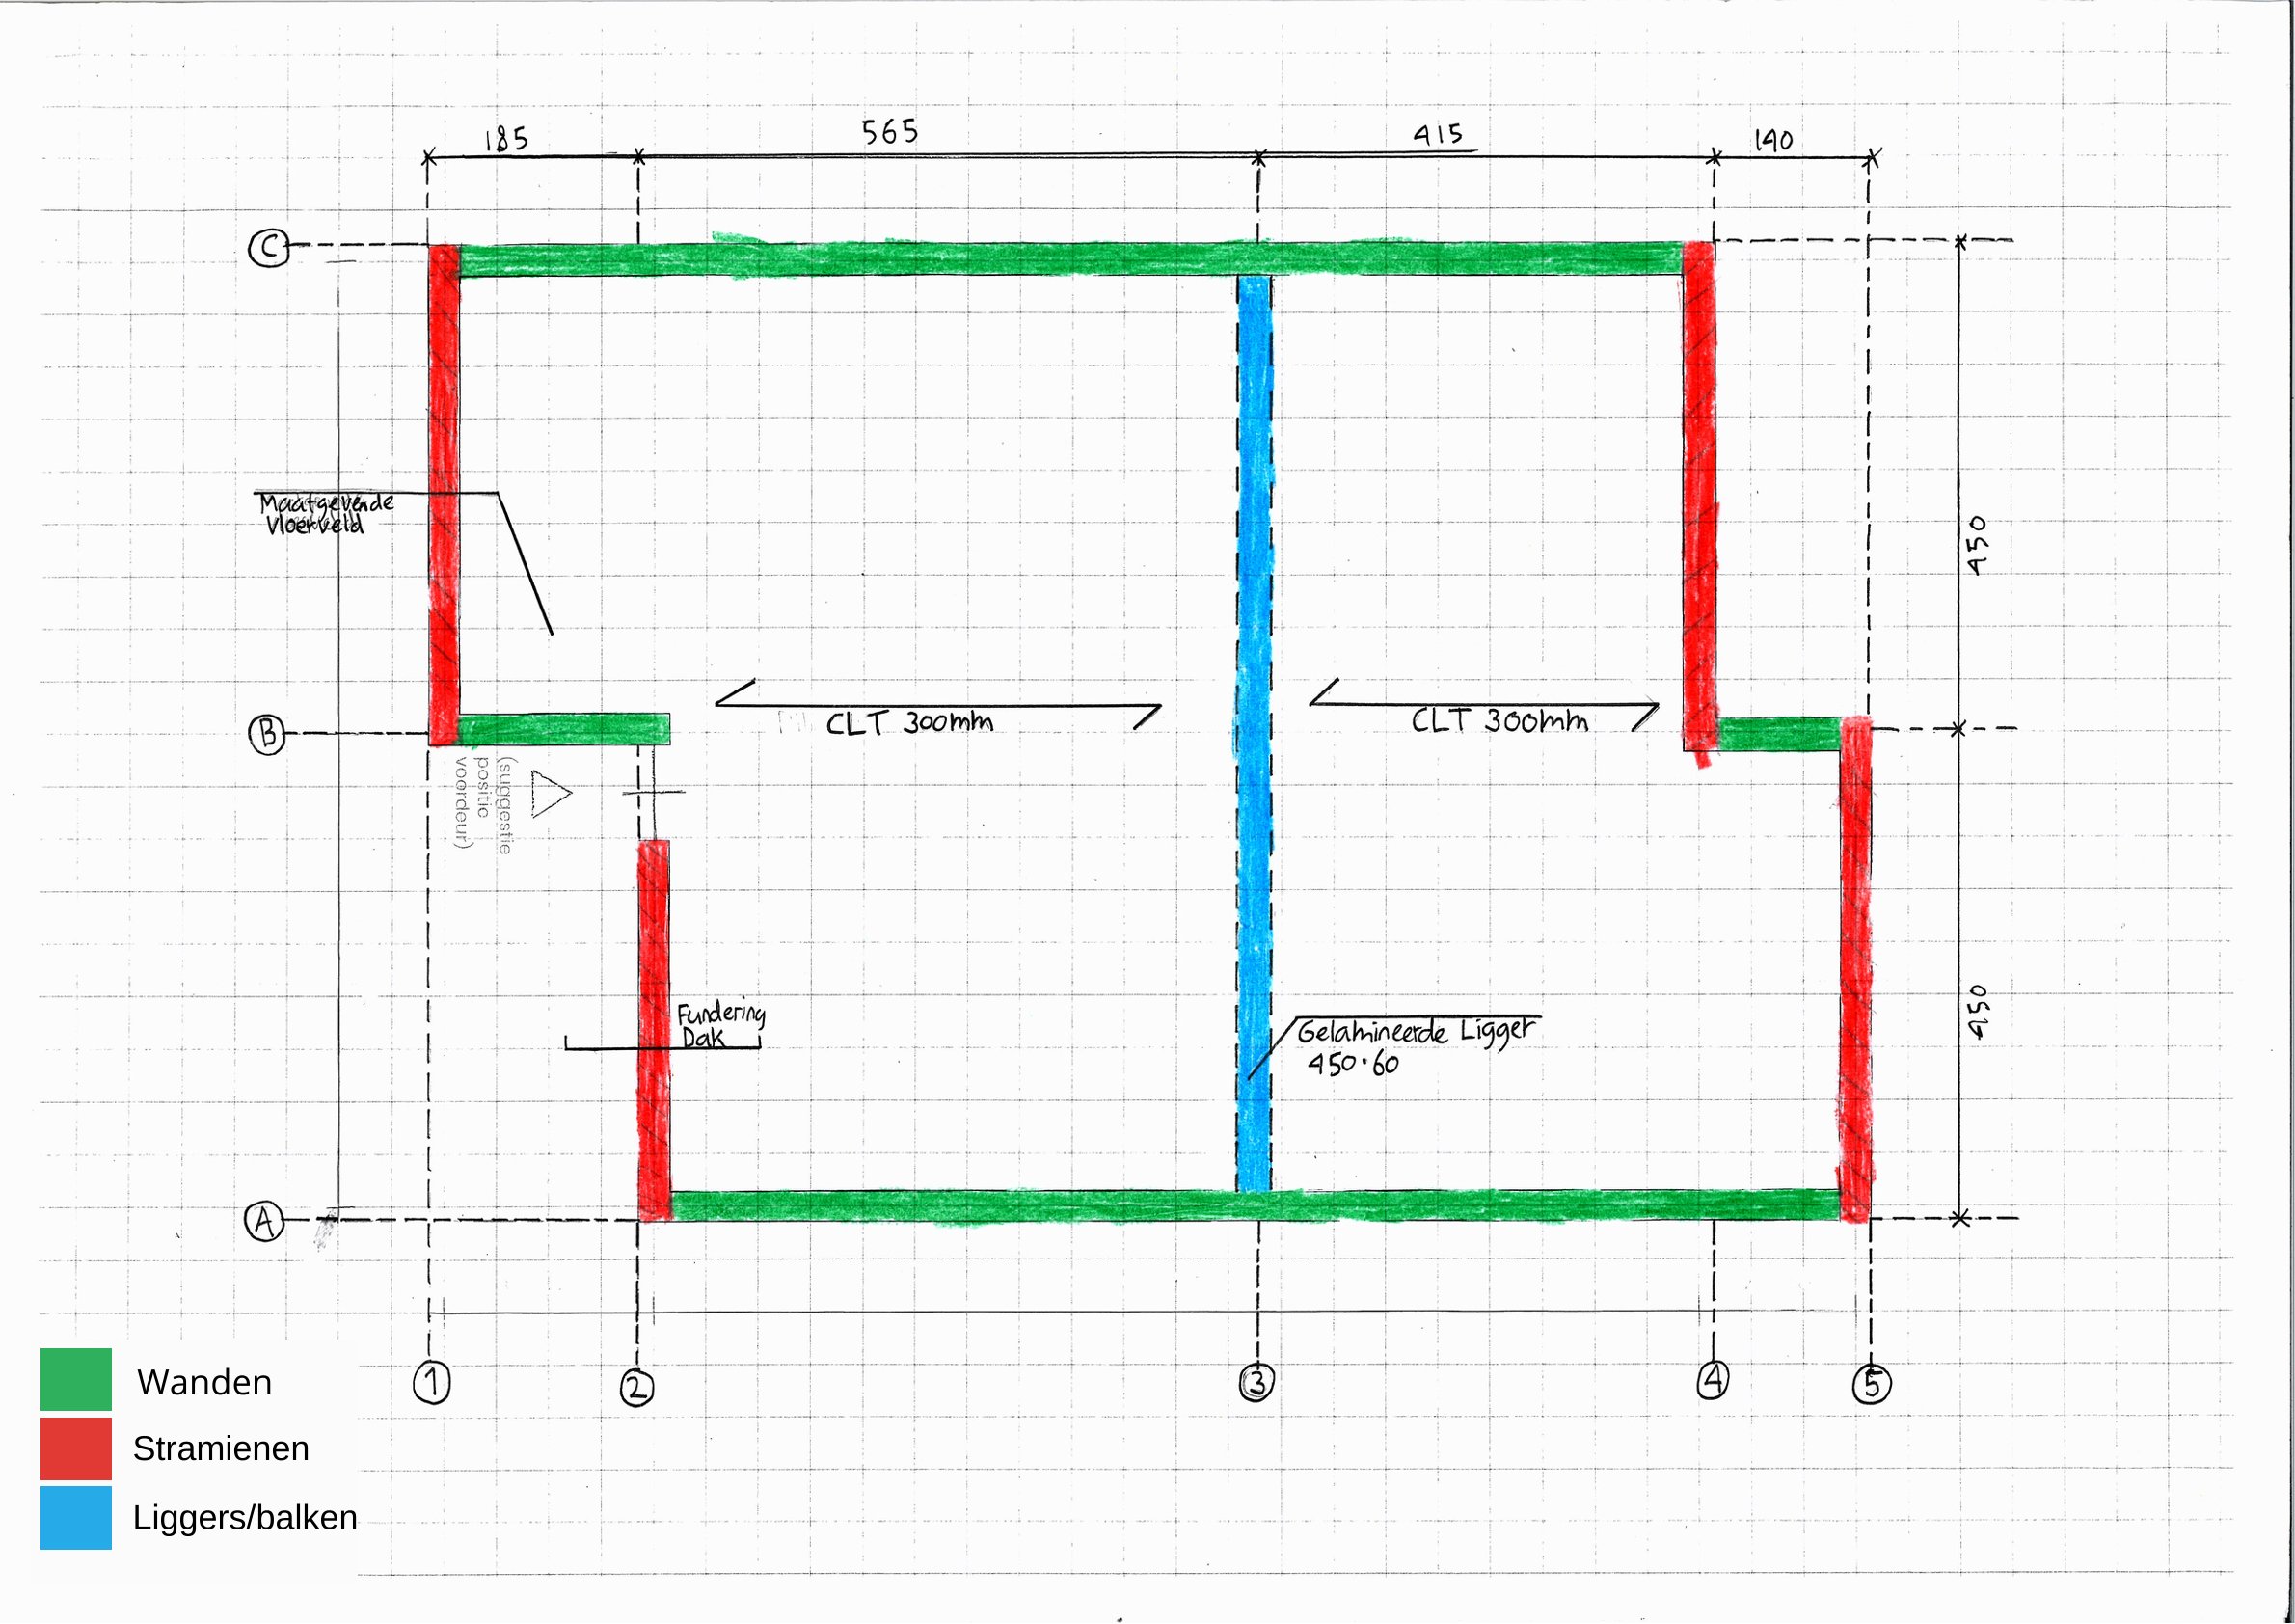 185
565
415
140
C
Maatgevende
Vloerveld
450
B
CLT 300mm
CLT 300mm
(suggestie
positie
voordeur)
Fundering
Dak
Gelamineerde Ligger
450·60
450
A
1
2
3
4
5
Wanden
Stramienen
Liggers/balken